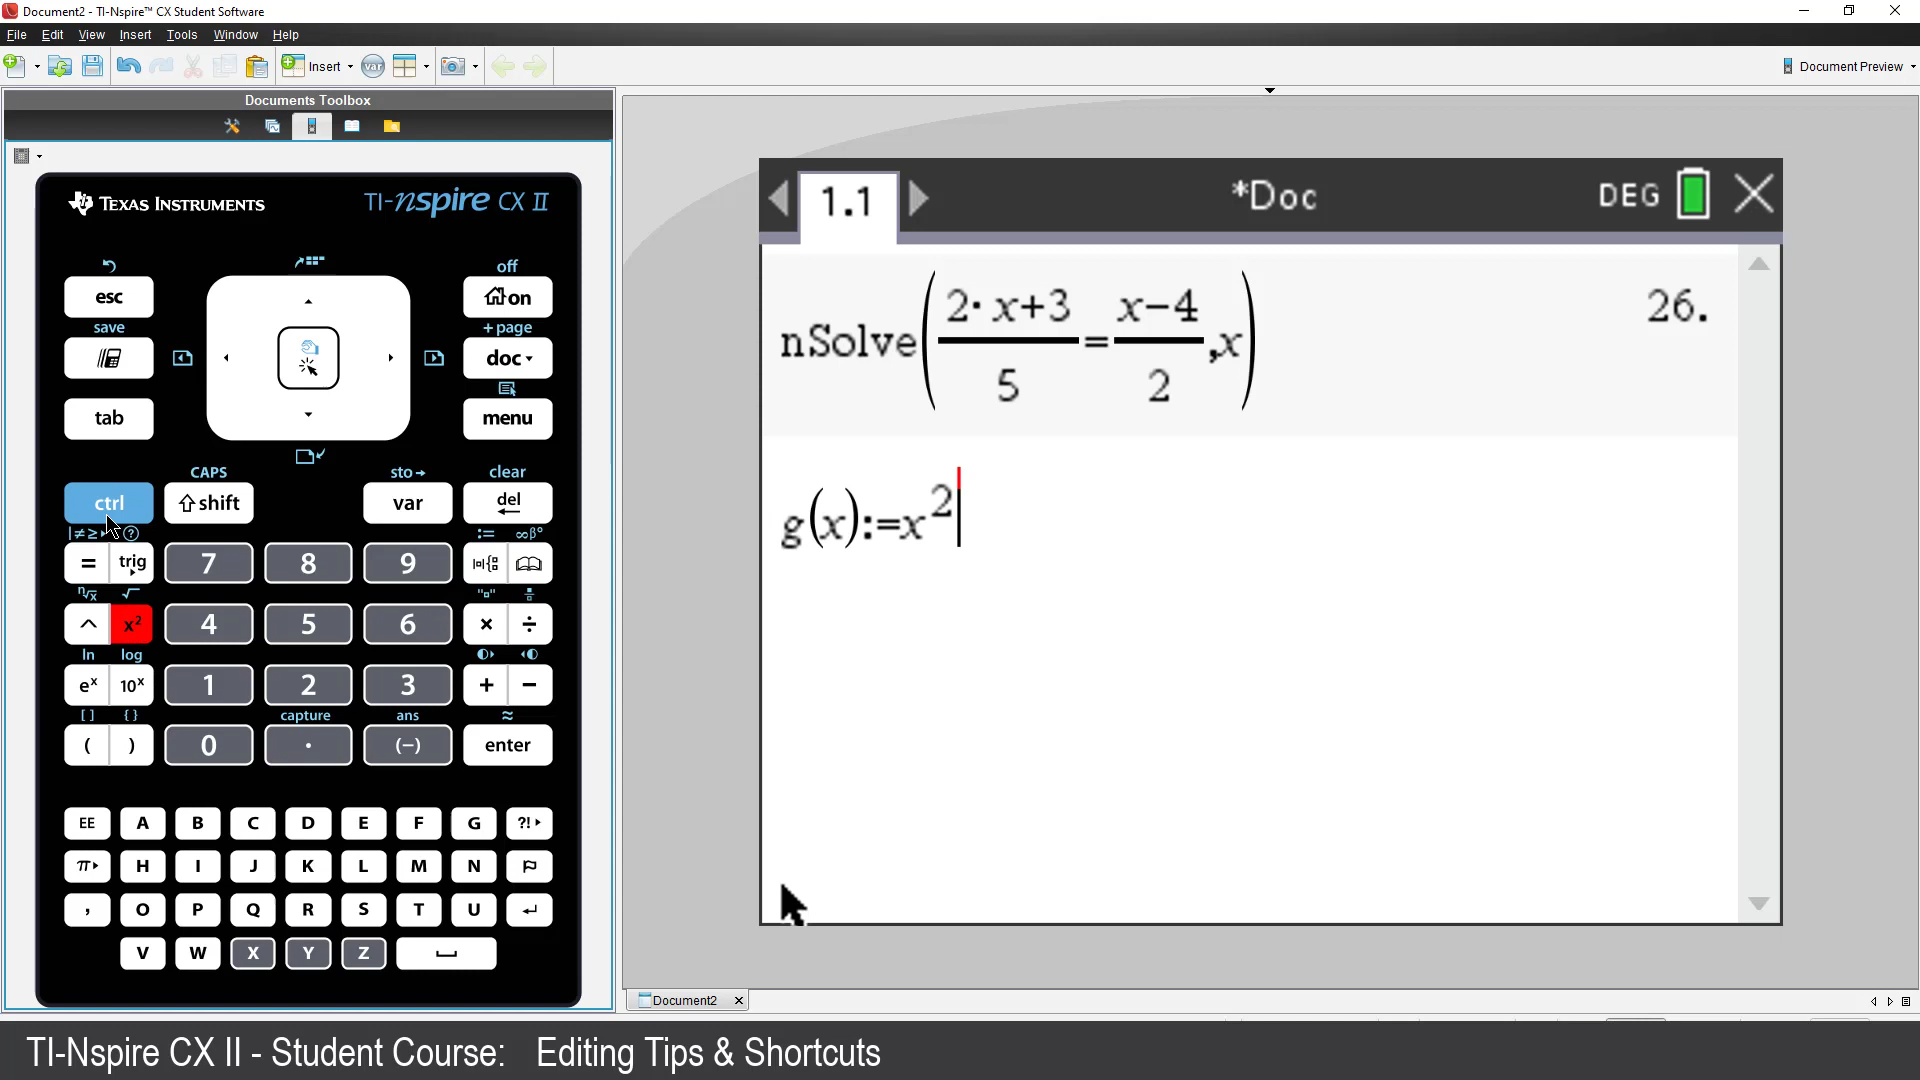 Document2 - TI-Nspire™ CX Student Software
File Edit View Insert Tools Window Help
Insert var Document Preview
Documents Toolbox
TEXAS INSTRUMENTS TI-nspire CX II
off
esc on
save + page
doc
tab menu
CAPS sto→ clear
ctrl ⇧shift var del
|≠≥▸ ? := ∞β°
= trig 7 8 9
ⁿ√x √ "▫"
^ x² 4 5 6 × ÷
ln log
eˣ 10ˣ 1 2 3 + −
[ ] { } capture ans ≈
( ) 0 . (−) enter
EE A B C D E F G ?!▸
π▸ H I J K L M N
, O P Q R S T U ↵
V W X Y Z
1.1 *Doc DEG
nSolve((2·x+3)/5=(x−4)/2,x) 26.
g(x):=x²
Document2
TI-Nspire CX II - Student Course: Editing Tips & Shortcuts